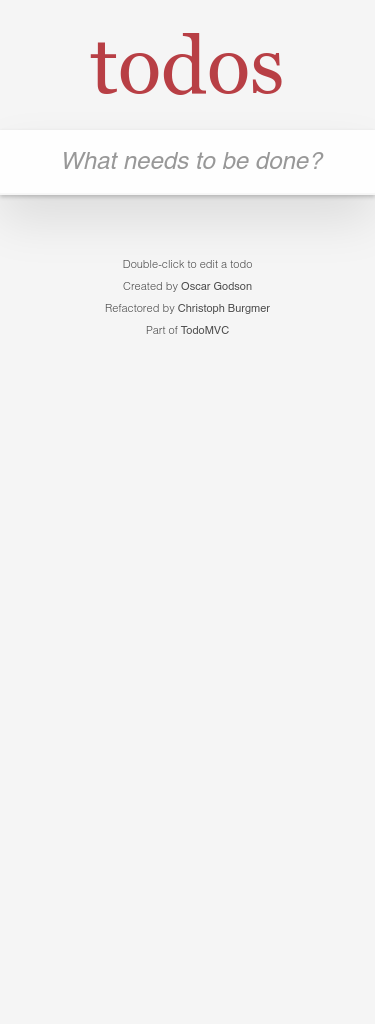 todos
What needs to be done?
Double-click to edit a todo
Created by Oscar Godson
Refactored by Christoph Burgmer
Part of TodoMVC